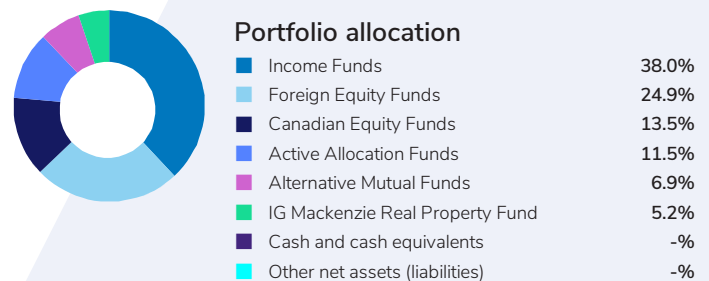 Portfolio allocation
Income Funds 38.0%
Foreign Equity Funds 24.9%
Canadian Equity Funds 13.5%
Active Allocation Funds 11.5%
Alternative Mutual Funds 6.9%
IG Mackenzie Real Property Fund 5.2%
Cash and cash equivalents -%
Other net assets (liabilities) -%